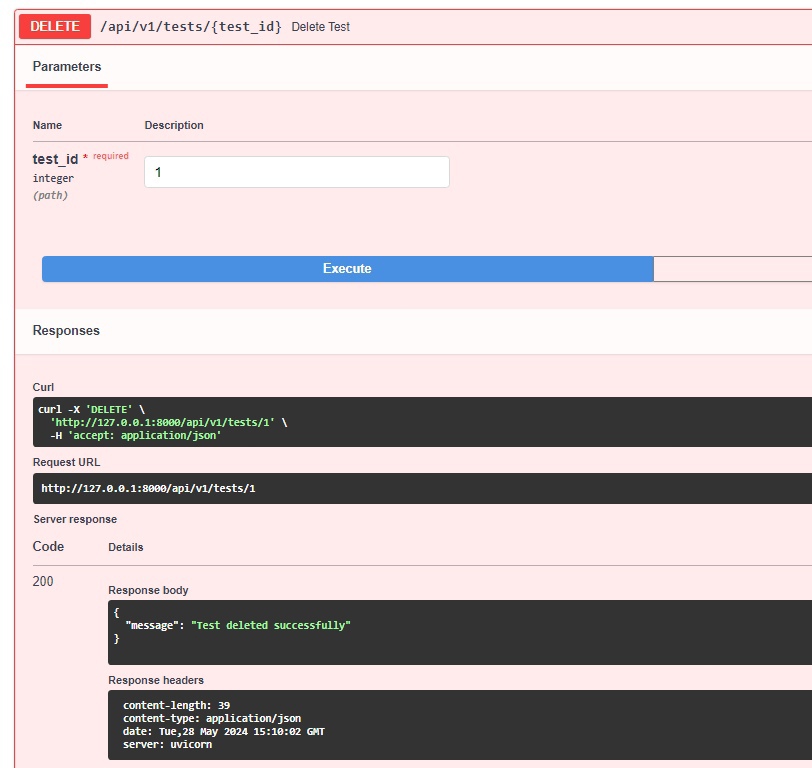 DELETE /api/v1/tests/{test_id} Delete Test
Parameters
Name Description
test_id * required
integer
(path)
1
Execute
Responses
Curl
curl -X 'DELETE' \
'http://127.0.0.1:8000/api/v1/tests/1' \
-H 'accept: application/json'
Request URL
http://127.0.0.1:8000/api/v1/tests/1
Server response
Code Details
200
Response body
{
"message": "Test deleted successfully"
}
Response headers
content-length: 39
content-type: application/json
date: Tue,28 May 2024 15:10:02 GMT
server: uvicorn